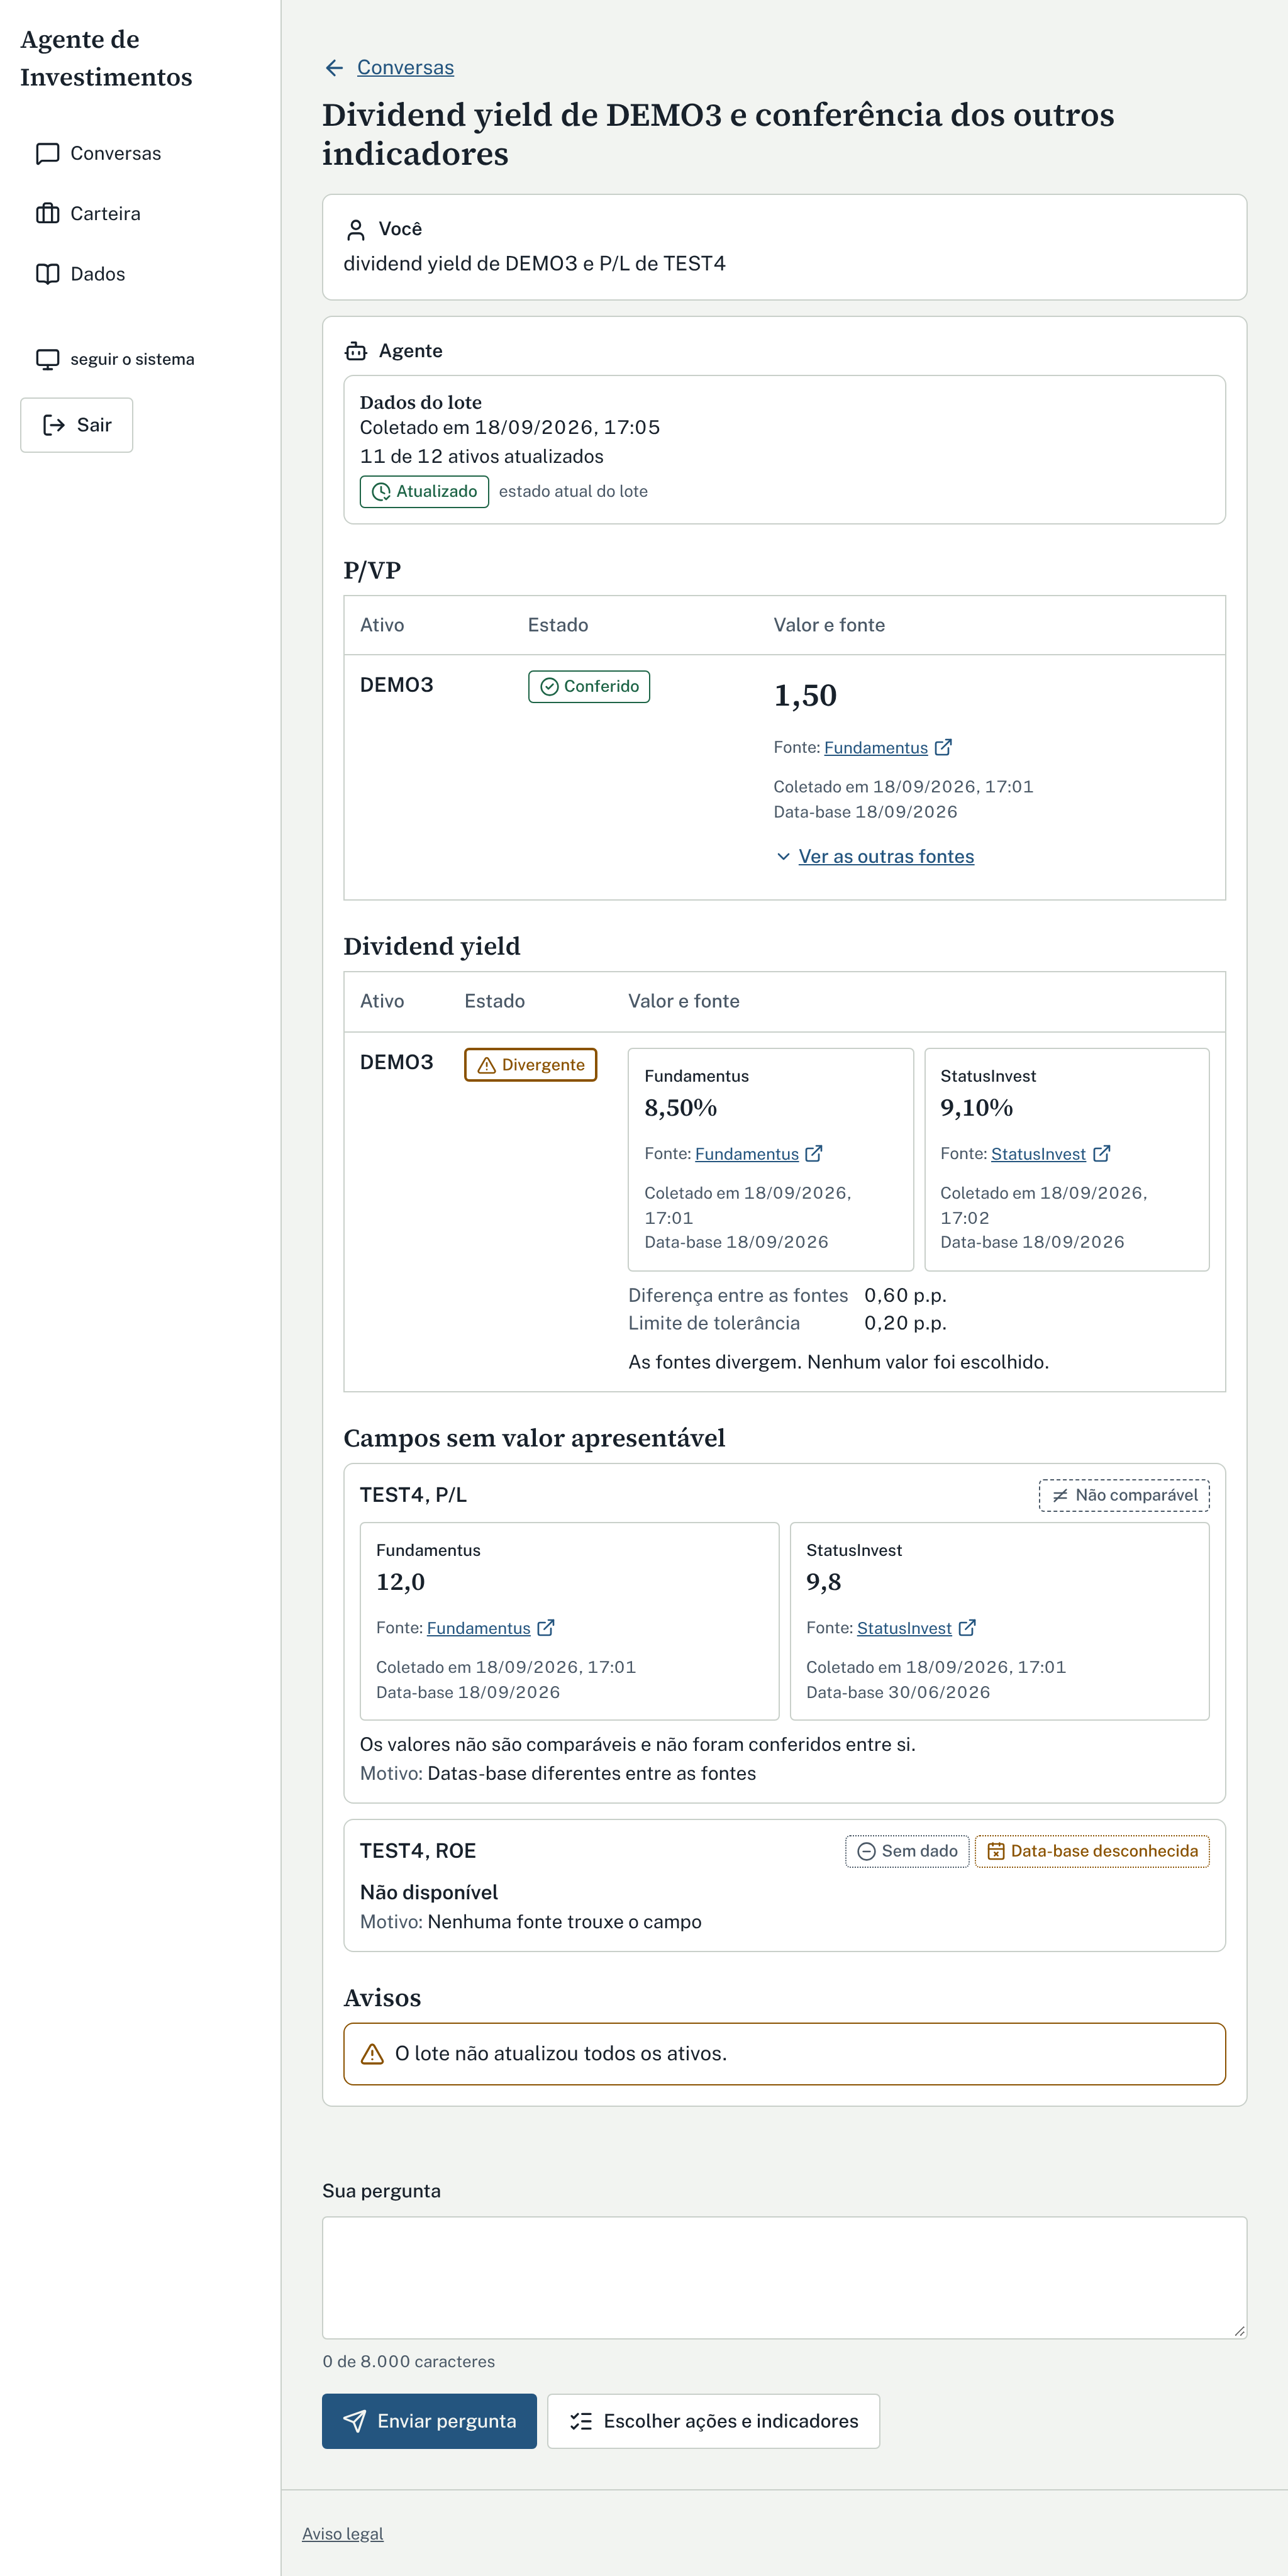 Agente de
Investimentos
Conversas
Carteira
Dados
seguir o sistema
Sair
Conversas
Dividend yield de DEMO3 e conferência dos outros
indicadores
Você
dividend yield de DEMO3 e P/L de TEST4
Agente
Dados do lote
Coletado em 18/09/2026, 17:05
11 de 12 ativos atualizados
Atualizado estado atual do lote
P/VP
Ativo Estado Valor e fonte
DEMO3 Conferido 1,50
Fonte: Fundamentus
Coletado em 18/09/2026, 17:01
Data-base 18/09/2026
Ver as outras fontes
Dividend yield
Ativo Estado Valor e fonte
DEMO3 Divergente
Fundamentus
8,50%
Fonte: Fundamentus
Coletado em 18/09/2026,
17:01
Data-base 18/09/2026
StatusInvest
9,10%
Fonte: StatusInvest
Coletado em 18/09/2026,
17:02
Data-base 18/09/2026
Diferença entre as fontes 0,60 p.p.
Limite de tolerância 0,20 p.p.
As fontes divergem. Nenhum valor foi escolhido.
Campos sem valor apresentável
TEST4, P/L Não comparável
Fundamentus
12,0
Fonte: Fundamentus
Coletado em 18/09/2026, 17:01
Data-base 18/09/2026
StatusInvest
9,8
Fonte: StatusInvest
Coletado em 18/09/2026, 17:01
Data-base 30/06/2026
Os valores não são comparáveis e não foram conferidos entre si.
Motivo: Datas-base diferentes entre as fontes
TEST4, ROE Sem dado Data-base desconhecida
Não disponível
Motivo: Nenhuma fonte trouxe o campo
Avisos
O lote não atualizou todos os ativos.
Sua pergunta
0 de 8.000 caracteres
Enviar pergunta
Escolher ações e indicadores
Aviso legal